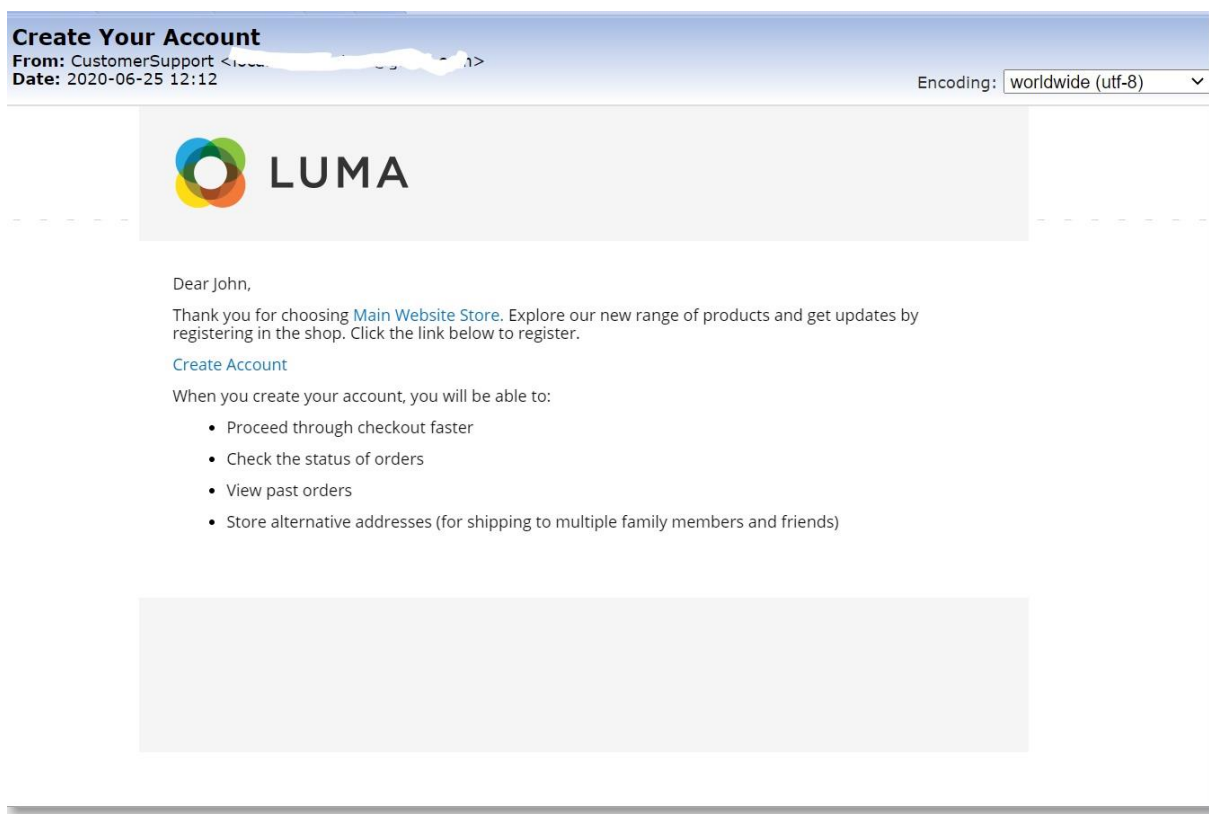 Create Your Account
From: CustomerSupport <
Date: 2020-06-25 12:12
Encoding: worldwide (utf-8)
LUMA
Dear John,
Thank you for choosing Main Website Store. Explore our new range of products and get updates by
registering in the shop. Click the link below to register.
Create Account
When you create your account, you will be able to:
• Proceed through checkout faster
• Check the status of orders
• View past orders
• Store alternative addresses (for shipping to multiple family members and friends)